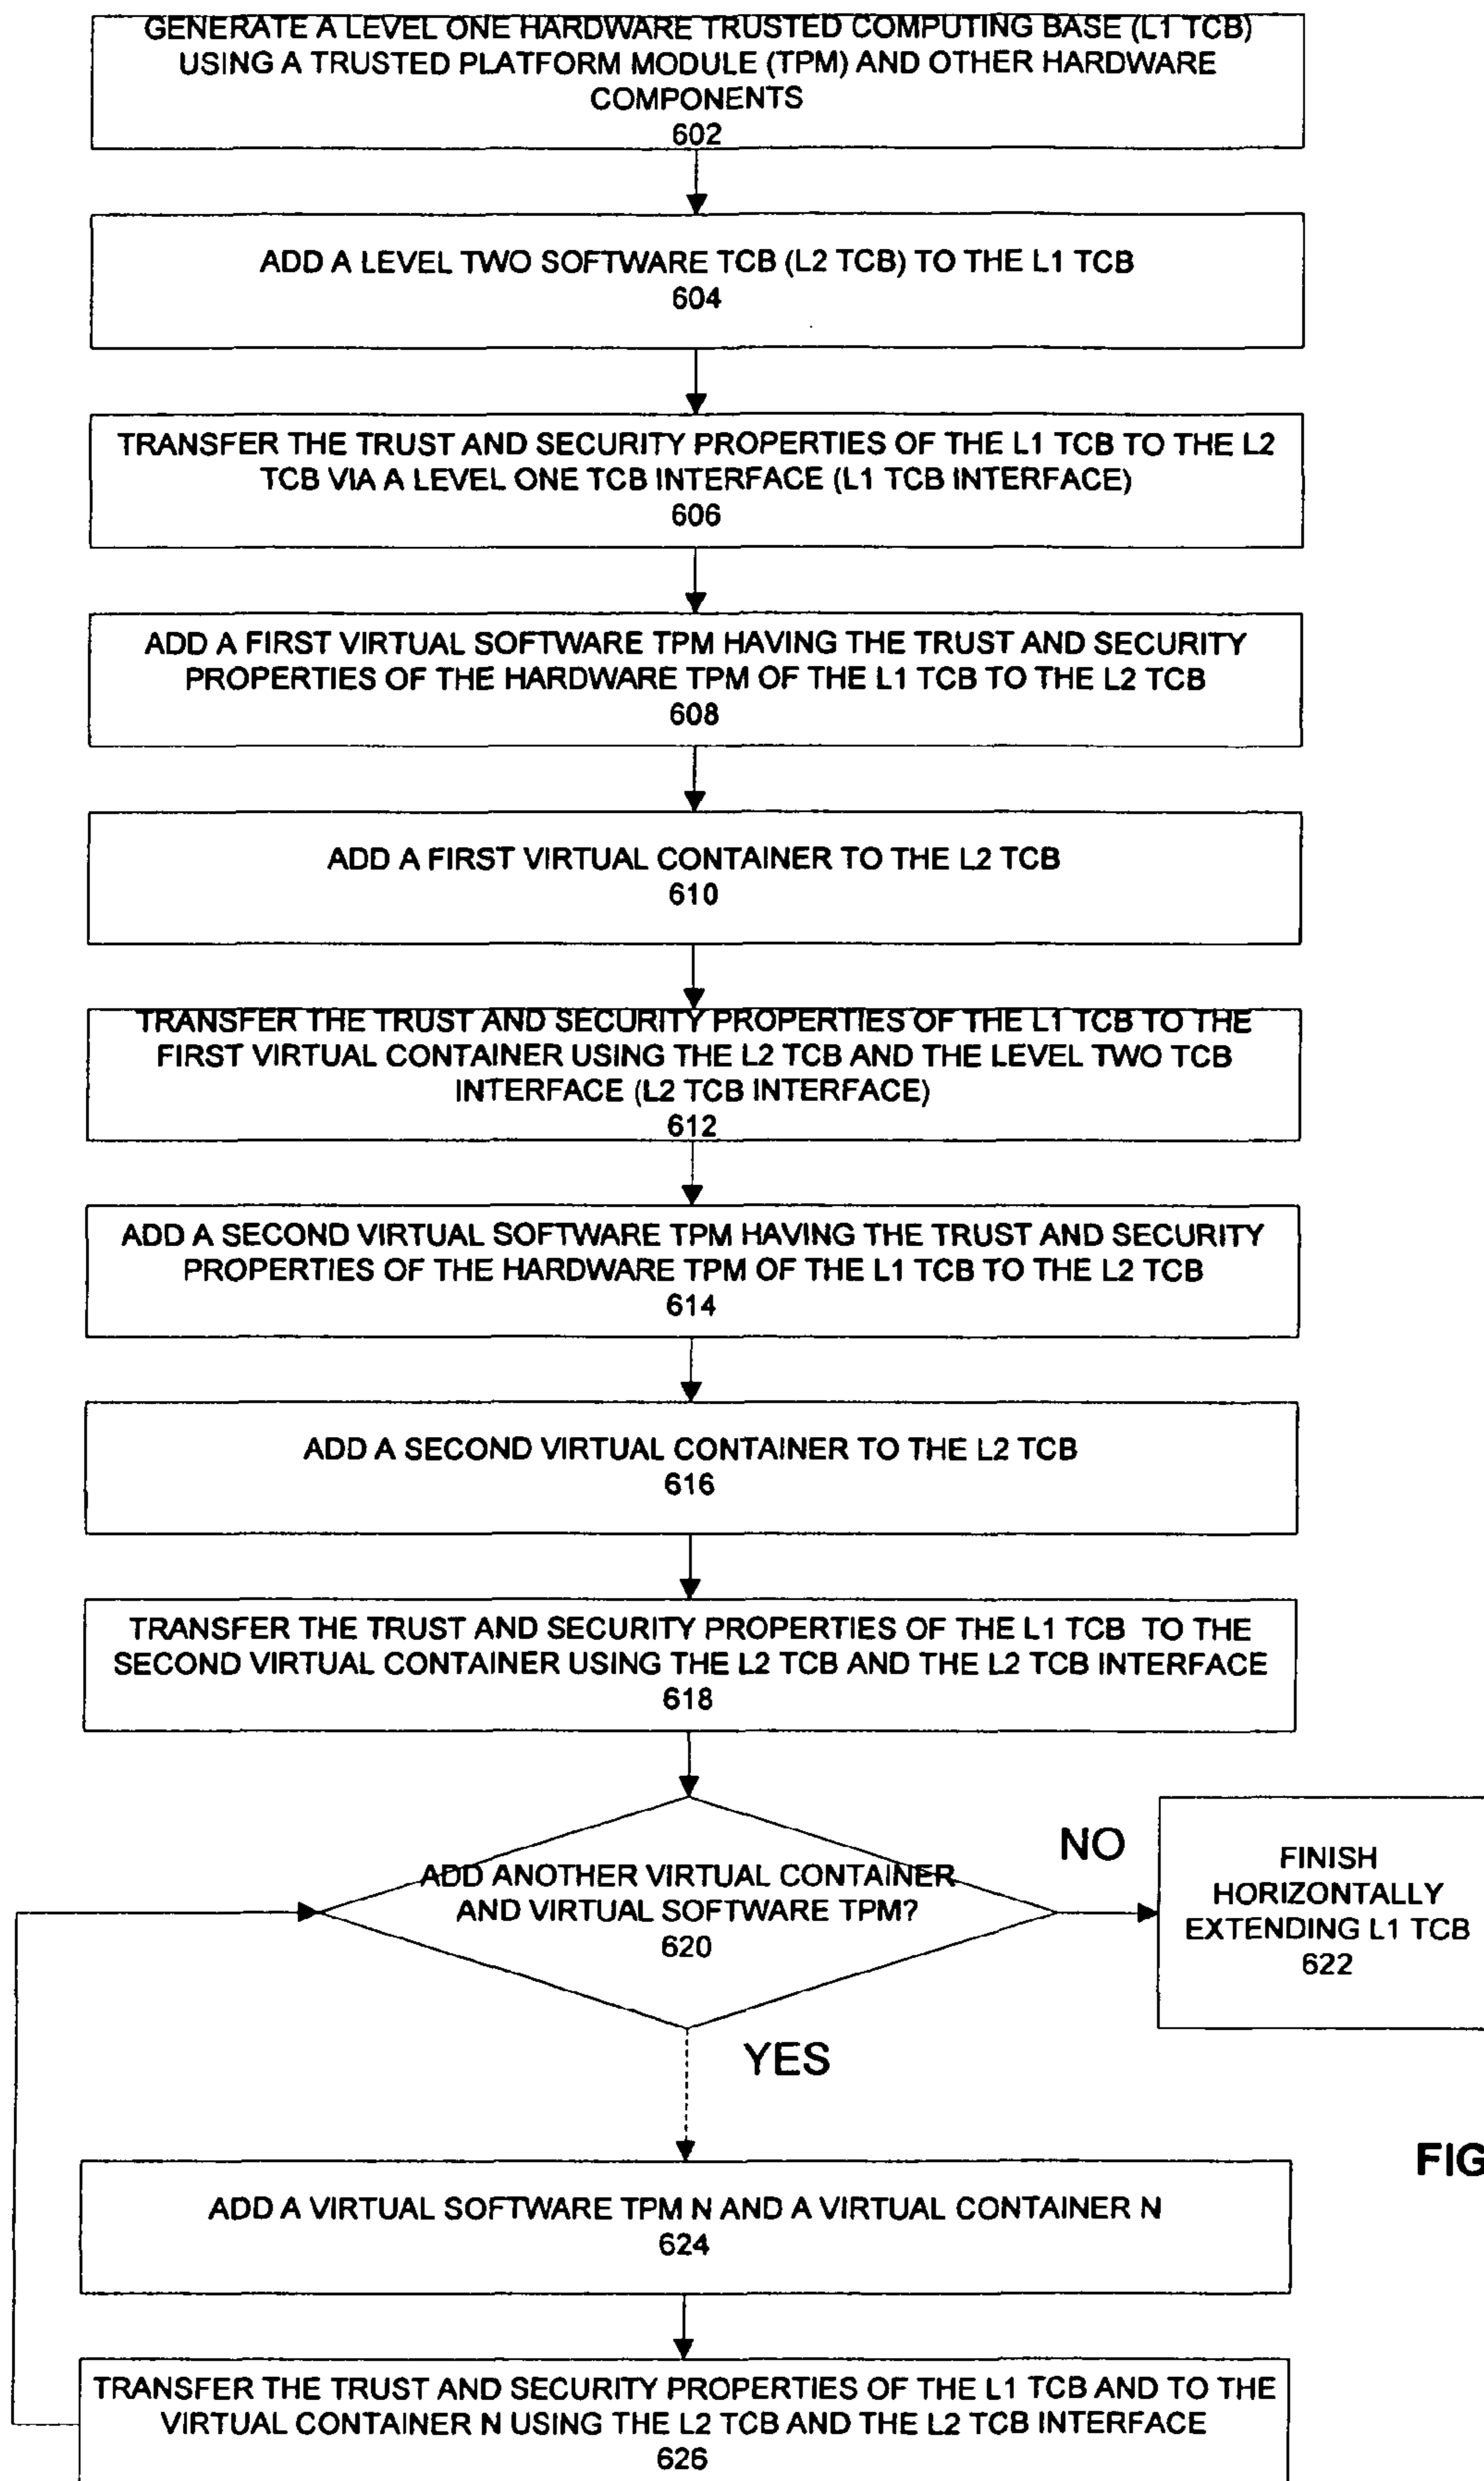 GENERATE A LEVEL ONE HARDWARE TRUSTED COMPUTING BASE (L1 TCB)
USING A TRUSTED PLATFORM MODULE (TPM) AND OTHER HARDWARE
COMPONENTS
602
ADD A LEVEL TWO SOFTWARE TCB (L2 TCB) TO THE L1 TCB
604
TRANSFER THE TRUST AND SECURITY PROPERTIES OF THE L1 TCB TO THE L2
TCB VIA A LEVEL ONE TCB INTERFACE (L1 TCB INTERFACE)
606
ADD A FIRST VIRTUAL SOFTWARE TPM HAVING THE TRUST AND SECURITY
PROPERTIES OF THE HARDWARE TPM OF THE L1 TCB TO THE L2 TCB
608
ADD A FIRST VIRTUAL CONTAINER TO THE L2 TCB
610
TRANSFER THE TRUST AND SECURITY PROPERTIES OF THE L1 TCB TO THE
FIRST VIRTUAL CONTAINER USING THE L2 TCB AND THE LEVEL TWO TCB
INTERFACE (L2 TCB INTERFACE)
612
ADD A SECOND VIRTUAL SOFTWARE TPM HAVING THE TRUST AND SECURITY
PROPERTIES OF THE HARDWARE TPM OF THE L1 TCB TO THE L2 TCB
614
ADD A SECOND VIRTUAL CONTAINER TO THE L2 TCB
616
TRANSFER THE TRUST AND SECURITY PROPERTIES OF THE L1 TCB TO THE
SECOND VIRTUAL CONTAINER USING THE L2 TCB AND THE L2 TCB INTERFACE
618
ADD ANOTHER VIRTUAL CONTAINER
AND VIRTUAL SOFTWARE TPM?
620
NO
FINISH
HORIZONTALLY
EXTENDING L1 TCB
622
YES
FIG
ADD A VIRTUAL SOFTWARE TPM N AND A VIRTUAL CONTAINER N
624
TRANSFER THE TRUST AND SECURITY PROPERTIES OF THE L1 TCB AND TO THE
VIRTUAL CONTAINER N USING THE L2 TCB AND THE L2 TCB INTERFACE
626